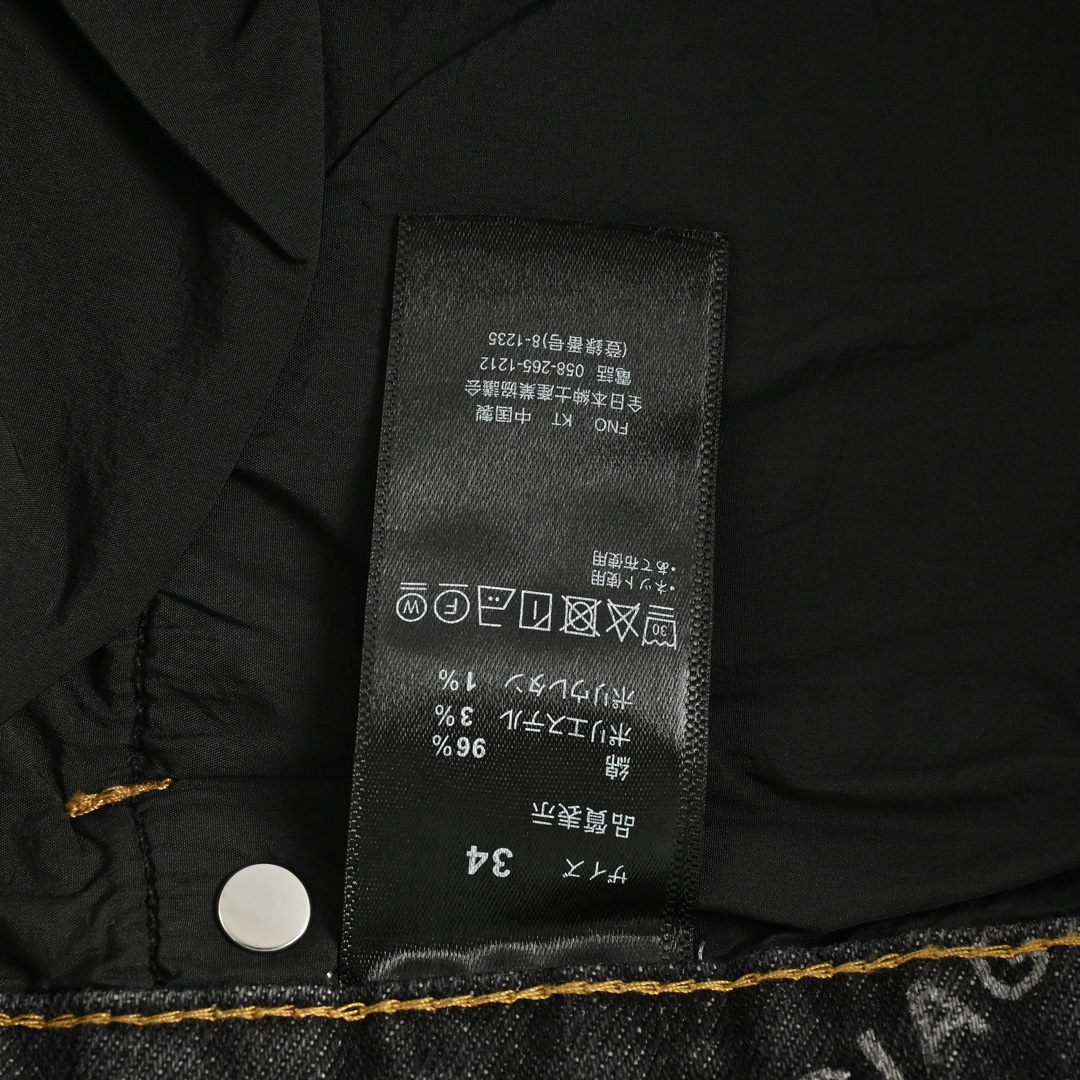 サイズ 34
品質表示
綿 96%
ポリエステル 3%
ポリウレタン 1%
30
F
W
•ネット使用
•あて布使用
FNO KT 中国製
全日本紳士産業協議会
電話 058-265-1212
(登録番号)8-1235